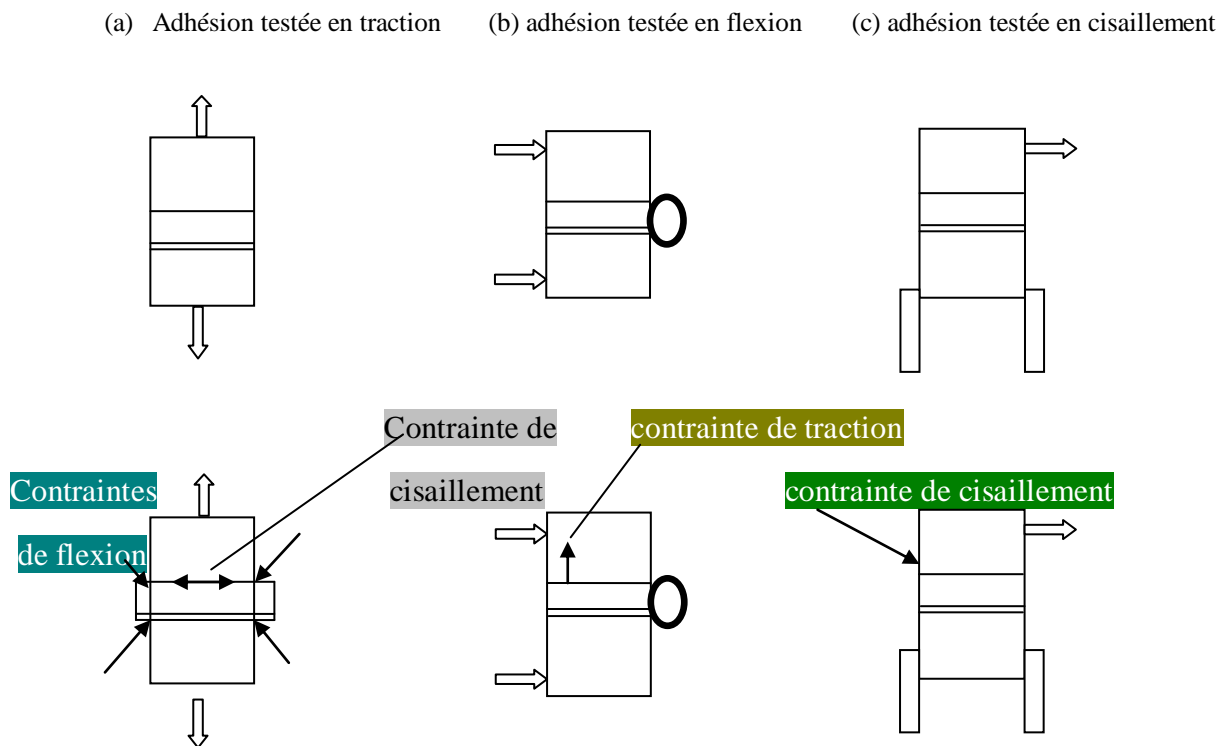 (a) Adhésion testée en traction (b) adhésion testée en flexion (c) adhésion testée en cisaillement
Contrainte de
cisaillement
contrainte de traction
Contraintes
de flexion
contrainte de cisaillement